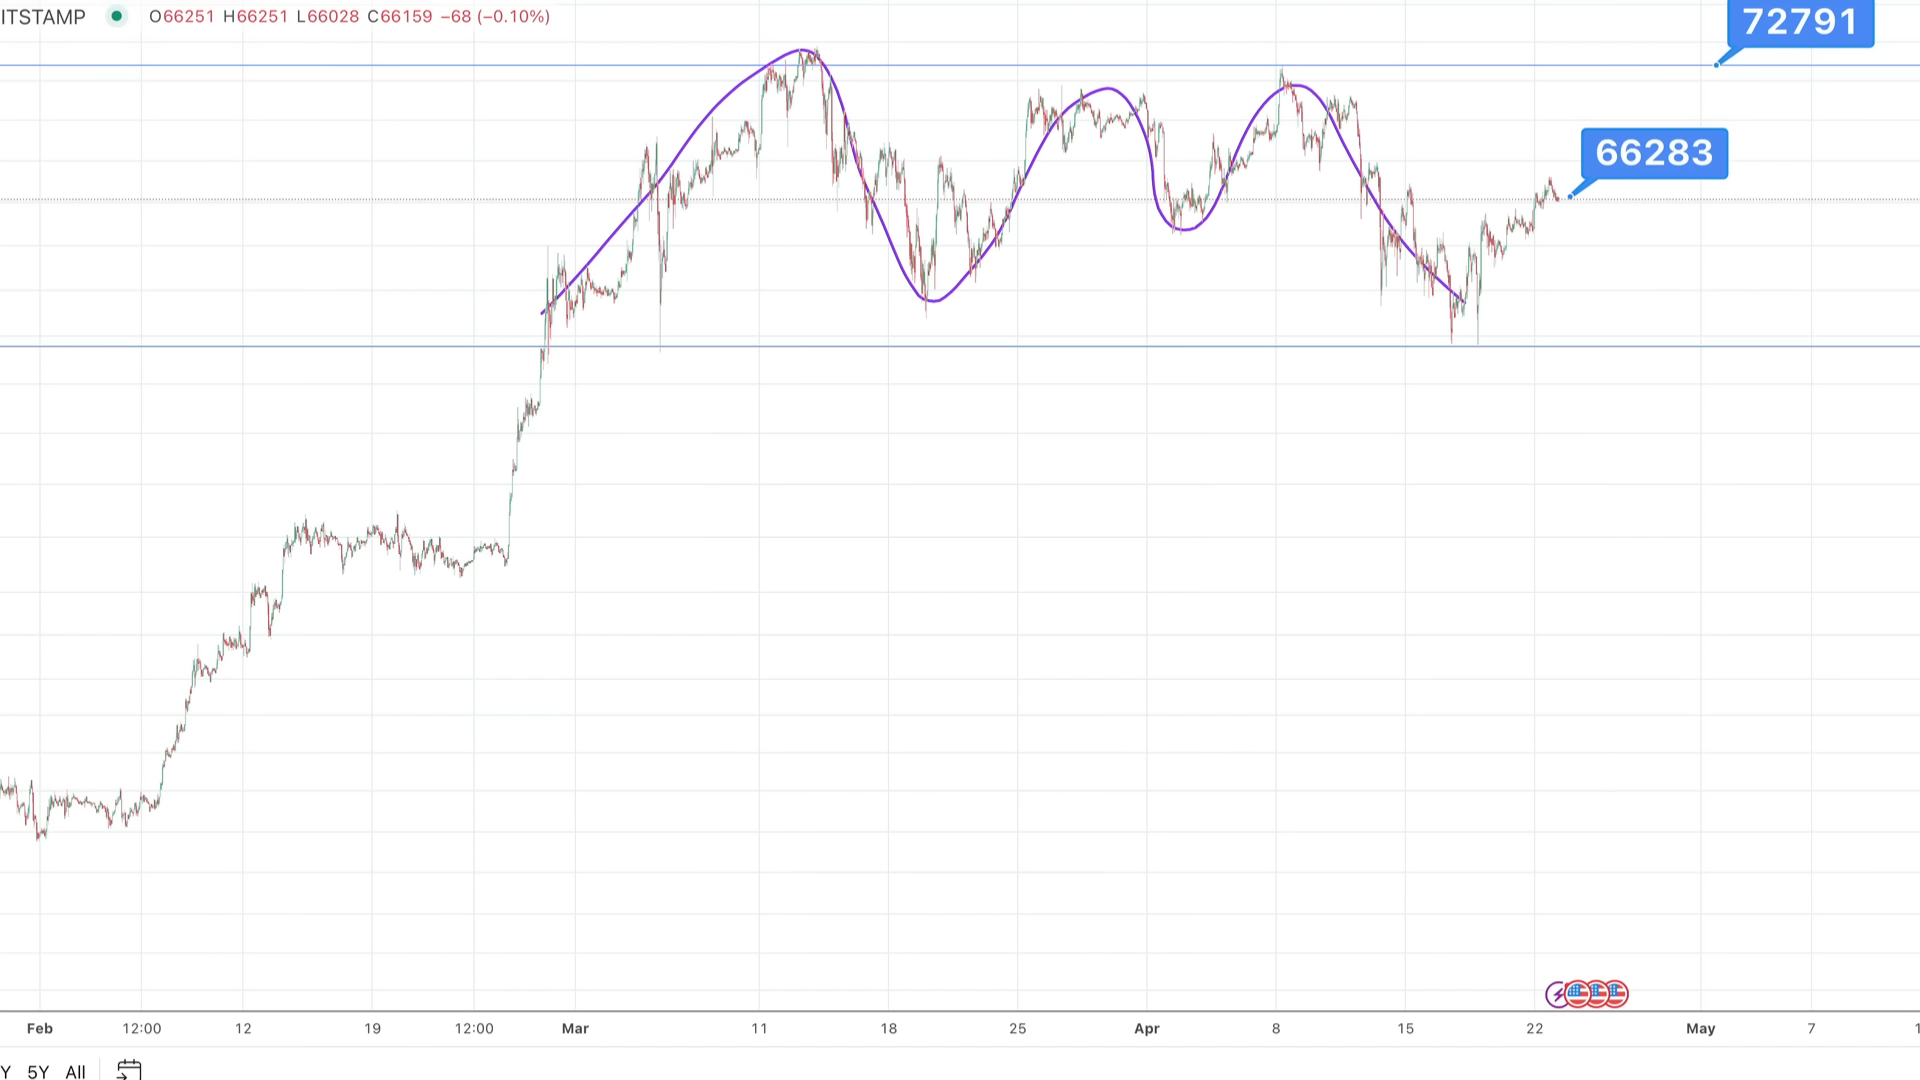 ITSTAMP O66251 H66251 L66028 C66159 −68 (−0.10%)
72791
66283
Feb 12:00 12 19 12:00 Mar 11 18 25 Apr 8 15 22 May 7 1
Y 5Y All